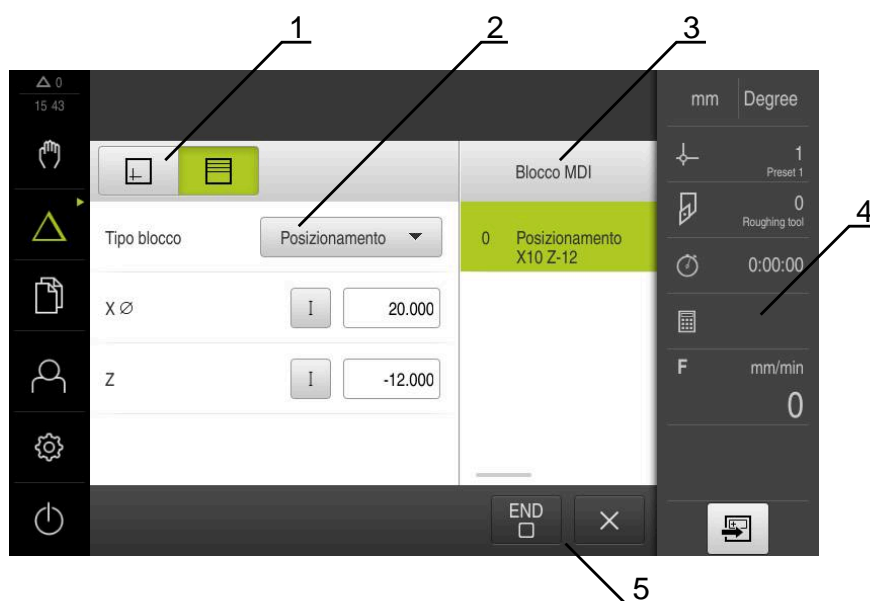 1
2
3
0
15 43
mm Degree
1
Preset 1
Blocco MDI
0
Roughing tool
4
Tipo blocco Posizionamento
0 Posizionamento
X10 Z-12
0:00:00
X Ø I 20.000
Z I -12.000
F mm/min
0
END
5